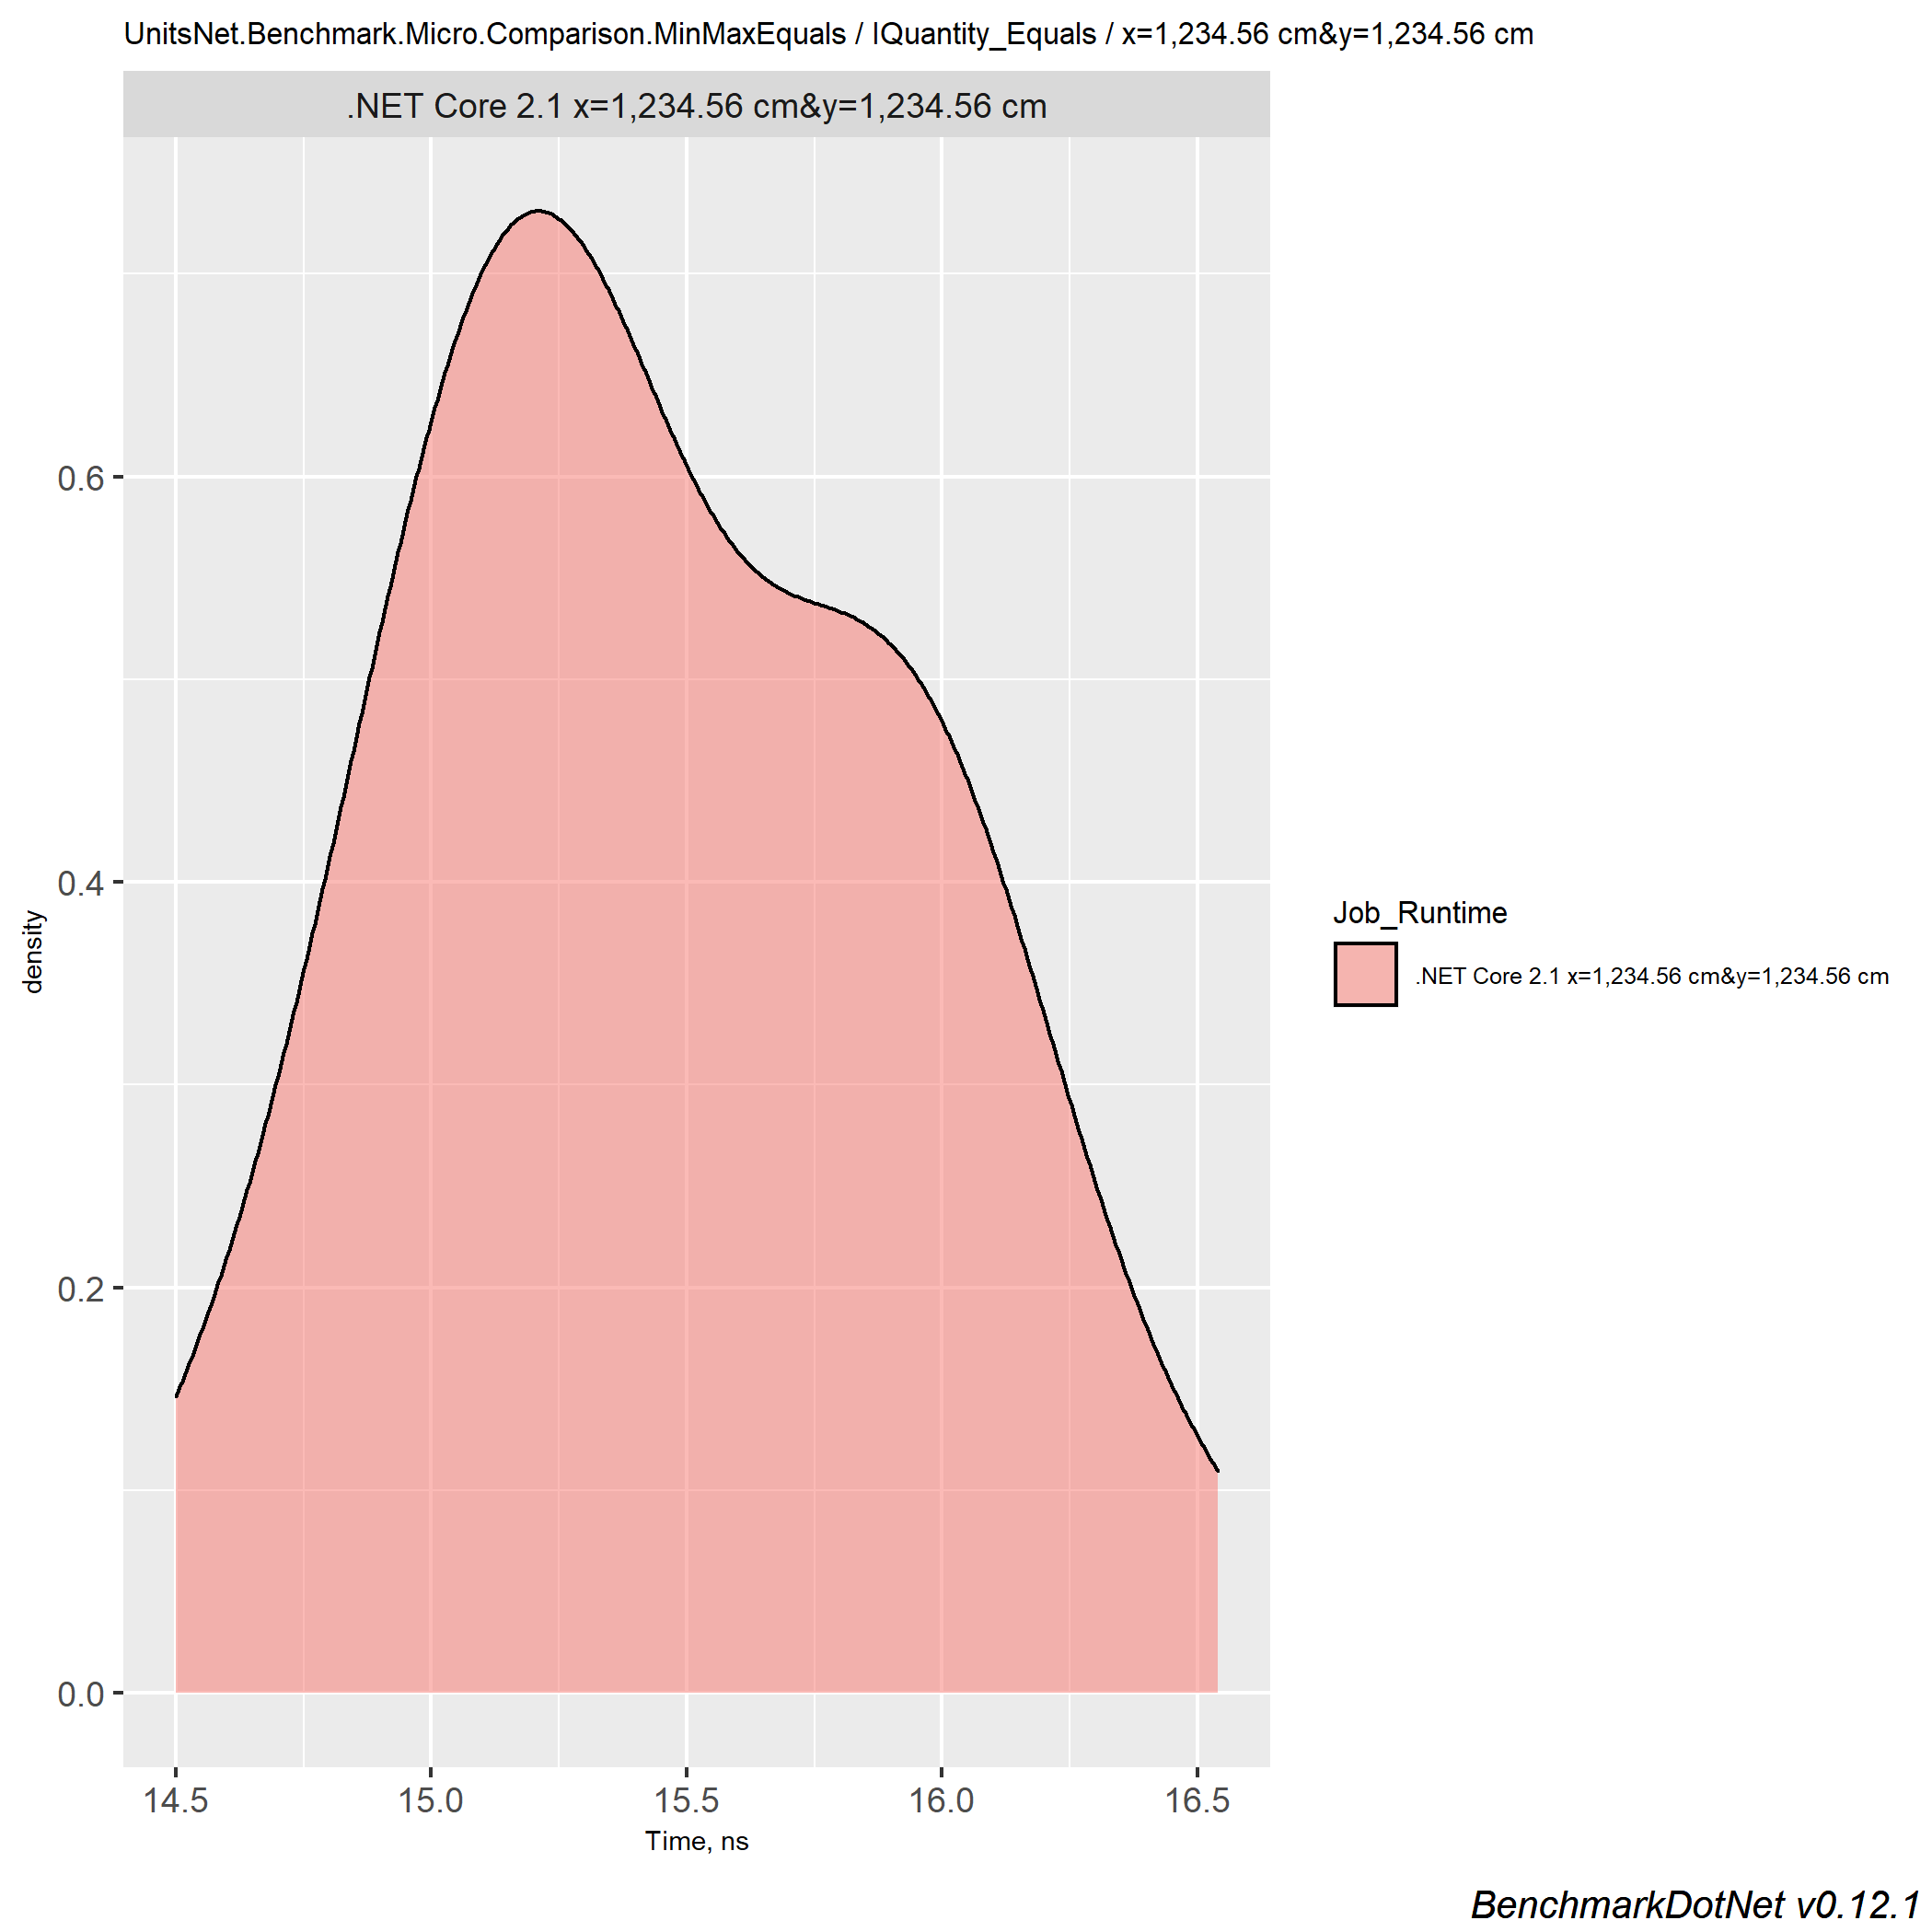 UnitsNet.Benchmark.Micro.Comparison.MinMaxEquals / IQuantity_Equals / x=1,234.56 cm&y=1,234.56 cm
.NET Core 2.1 x=1,234.56 cm&y=1,234.56 cm
0.6
0.4
0.2
0.0
density
14.5 15.0 15.5 16.0 16.5
Time, ns
Job_Runtime
.NET Core 2.1 x=1,234.56 cm&y=1,234.56 cm
BenchmarkDotNet v0.12.1